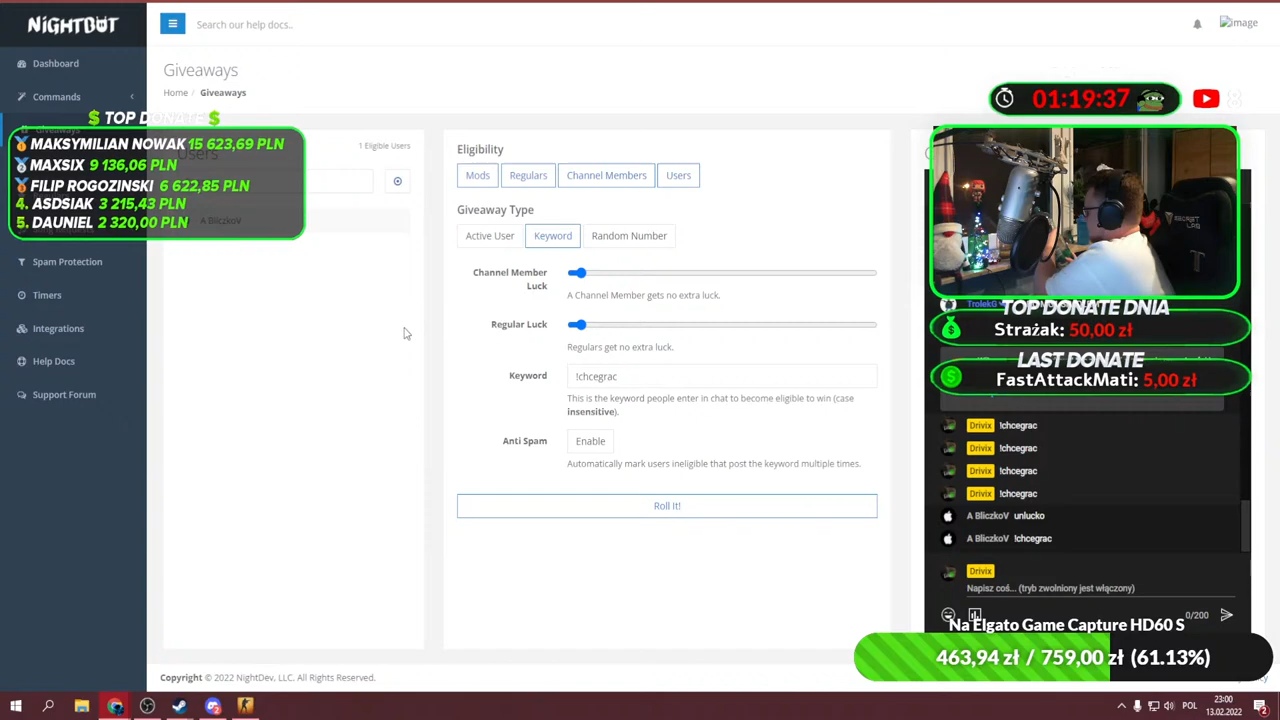 NiGHTBOT
Search our help docs..
image
Dashboard
Commands
Giveaways
Spam Protection
Timers
Integrations
Help Docs
Support Forum
$ TOP DONATE $
MAKSYMILIAN NOWAK 15 623,69 PLN
MAXSIX 9 136,06 PLN
FILIP ROGOZINSKI 6 622,85 PLN
4. ASDSIAK 3 215,43 PLN
5. DAUNIEL 2 320,00 PLN
Giveaways
Home / Giveaways
Users
1 Eligible Users
A BliczkoV
Eligibility
Mods
Regulars
Channel Members
Users
Giveaway Type
Active User
Keyword
Random Number
Channel Member Luck
A Channel Member gets no extra luck.
Regular Luck
Regulars get no extra luck.
Keyword
!chcegrac
This is the keyword people enter in chat to become eligible to win (case
insensitive).
Anti Spam
Enable
Automatically mark users ineligible that post the keyword multiple times.
Roll It!
01:19:37
8
SECRET LAB
TrolekG
TOP DONATE DNIA
Strażak: 50,00 zł
LAST DONATE
FastAttackMati: 5,00 zł
Drivix !chcegrac
Drivix !chcegrac
Drivix !chcegrac
Drivix !chcegrac
A BliczkoV unlucko
A BliczkoV !chcegrac
Drivix
Napisz coś... (tryb zwolniony jest włączony)
0/200
Na Elgato Game Capture HD60 S
463,94 zł / 759,00 zł (61.13%)
Copyright © 2022 NightDev, LLC. All Rights Reserved.
POL
23:00
13.02.2022
2